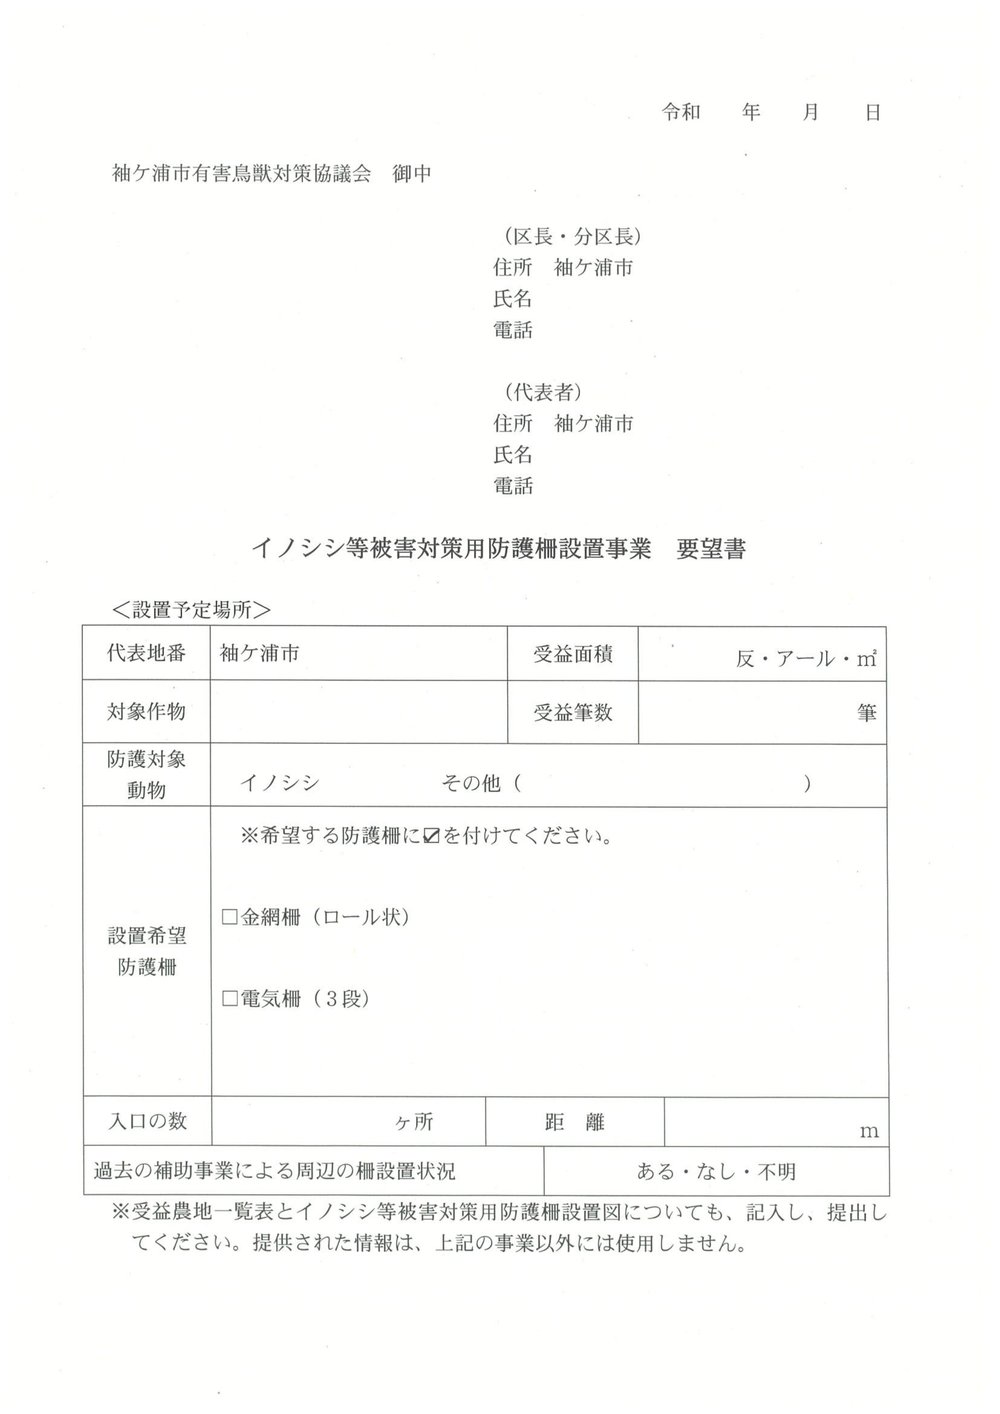 令和　　年　　月　　日
袖ケ浦市有害鳥獣対策協議会　御中
（区長・分区長）
住所　袖ケ浦市
氏名
電話
（代表者）
住所　袖ケ浦市
氏名
電話
イノシシ等被害対策用防護柵設置事業　要望書
＜設置予定場所＞
代表地番　袖ケ浦市　受益面積　反・アール・㎡
対象作物　受益筆数　筆
防護対象動物　イノシシ　その他（　　　　　）
※希望する防護柵に☑を付けてください。
□金網柵（ロール状）
設置希望
防護柵
□電気柵（３段）
入口の数　ヶ所　距　離　ｍ
過去の補助事業による周辺の柵設置状況　ある・なし・不明
※受益農地一覧表とイノシシ等被害対策用防護柵設置図についても、記入し、提出し
てください。提供された情報は、上記の事業以外には使用しません。